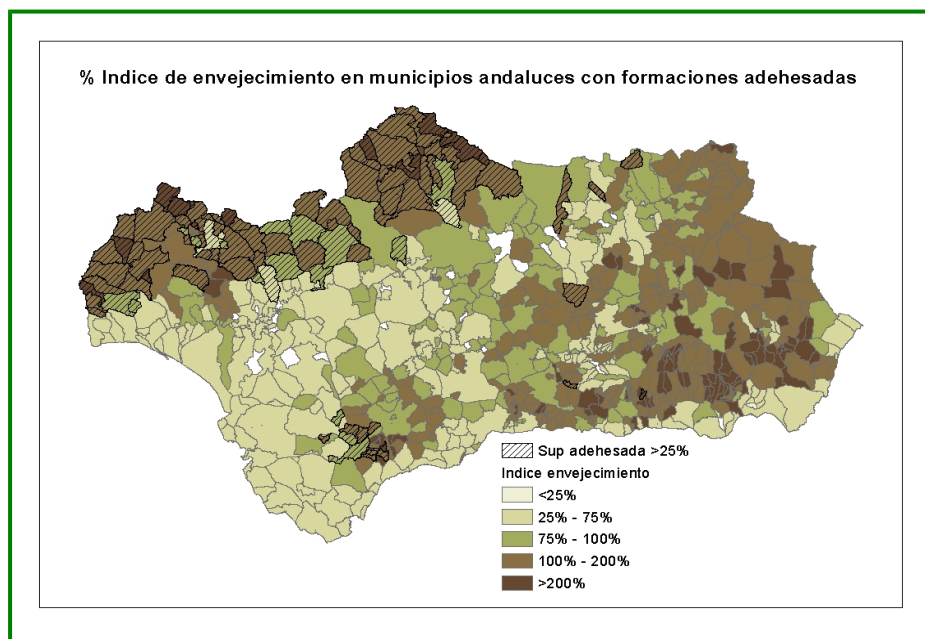 % Indice de envejecimiento en municipios andaluces con formaciones adehesadas
Sup adehesada >25%
Indice envejecimiento
<25%
25% - 75%
75% - 100%
100% - 200%
>200%